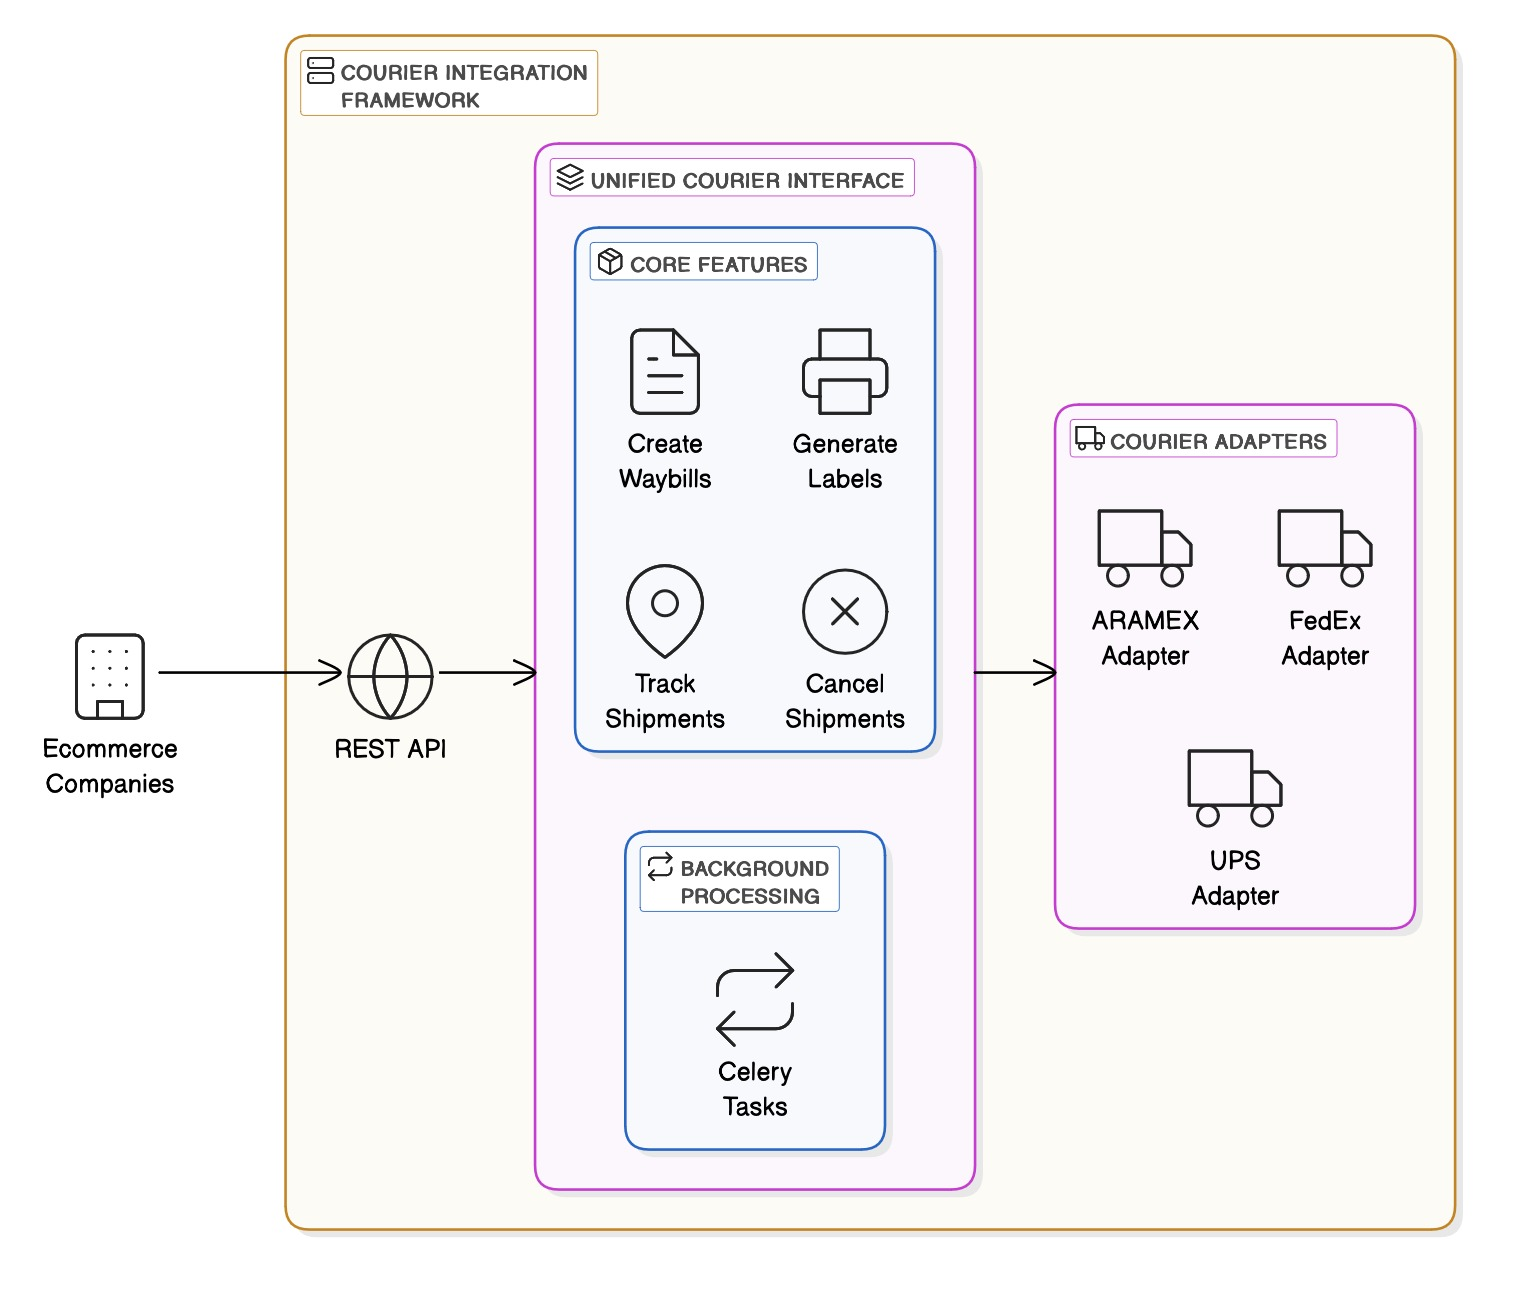 COURIER INTEGRATION
FRAMEWORK
UNIFIED COURIER INTERFACE
CORE FEATURES
Create
Waybills
Generate
Labels
Track
Shipments
Cancel
Shipments
COURIER ADAPTERS
ARAMEX
Adapter
FedEx
Adapter
UPS
Adapter
Ecommerce
Companies
REST API
BACKGROUND
PROCESSING
Celery
Tasks